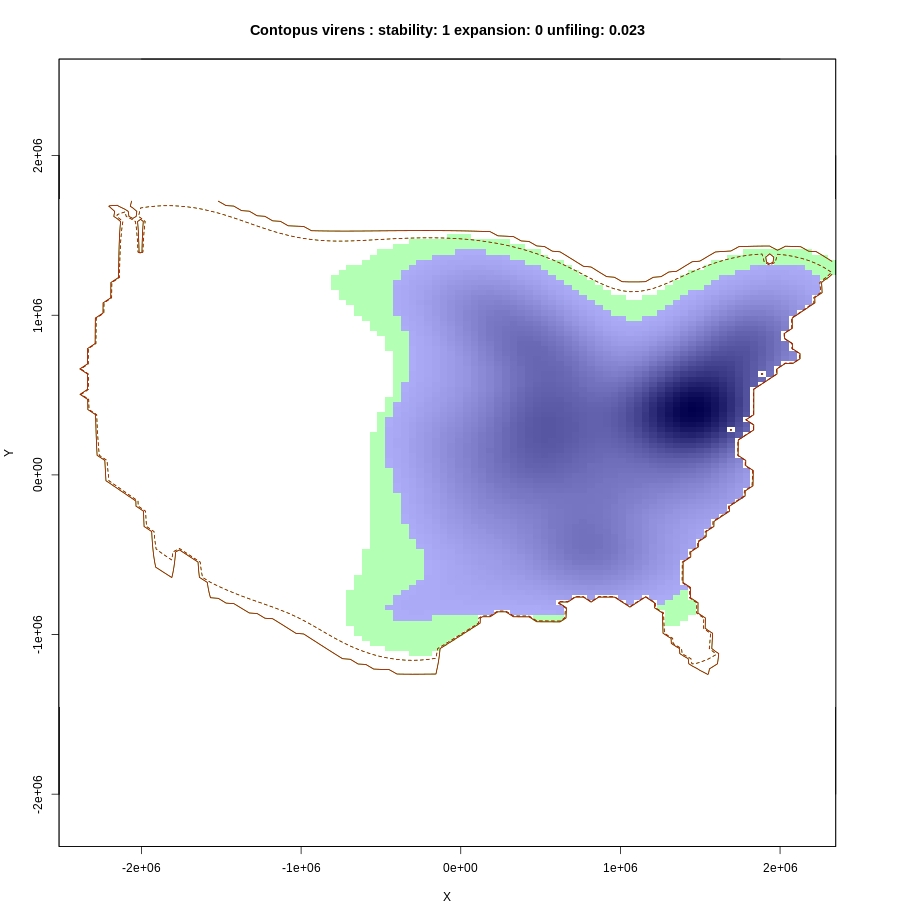 Contopus virens : stability: 1 expansion: 0 unfiling: 0.023
2e+06
1e+06
0e+00
-1e+06
-2e+06
Y
-2e+06 -1e+06 0e+00 1e+06 2e+06
X